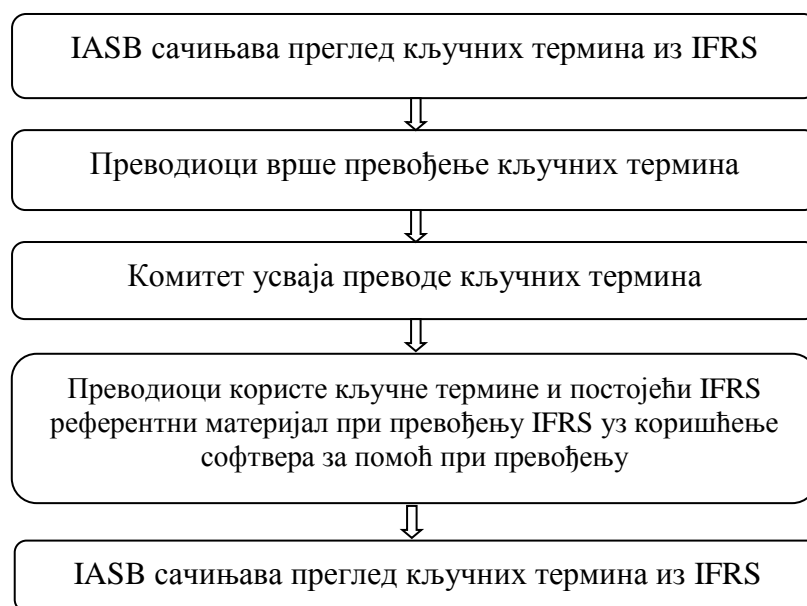 IASB сачињава преглед кључних термина из IFRS
Преводиоци врше превођење кључних термина
Комитет усваја преводе кључних термина
Преводиоци користе кључне термине и постојећи IFRS
референтни материјал при превођењу IFRS уз коришћење
софтвера за помоћ при превођењу
IASB сачињава преглед кључних термина из IFRS